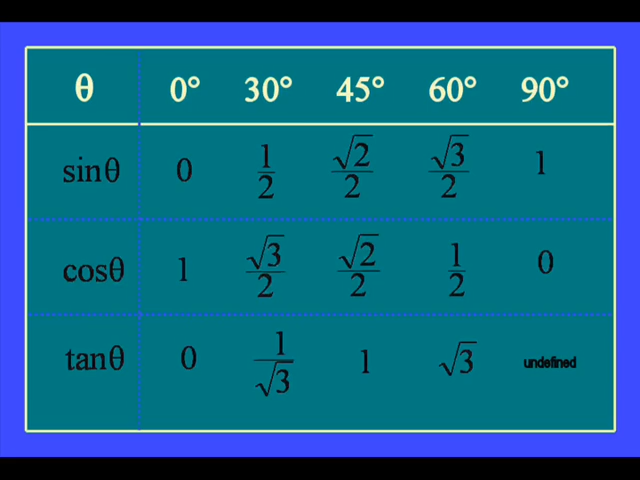 θ 0° 30° 45° 60° 90°
sinθ 0 1/2 √2/2 √3/2 1
cosθ 1 √3/2 √2/2 1/2 0
tanθ 0 1/√3 1 √3 undefined